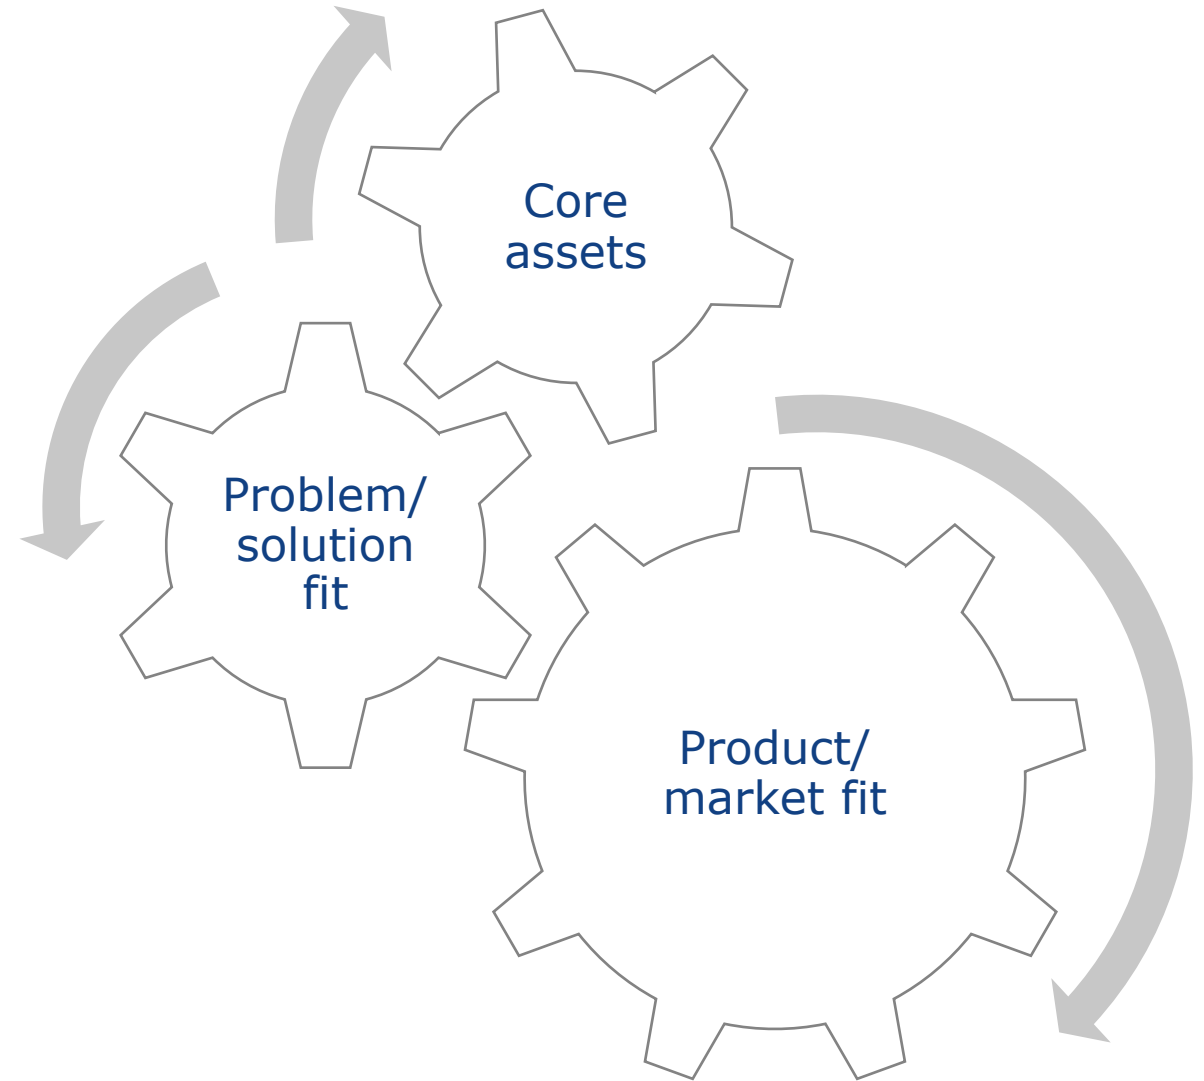 Core
assets
Problem/
solution
fit
Product/
market fit